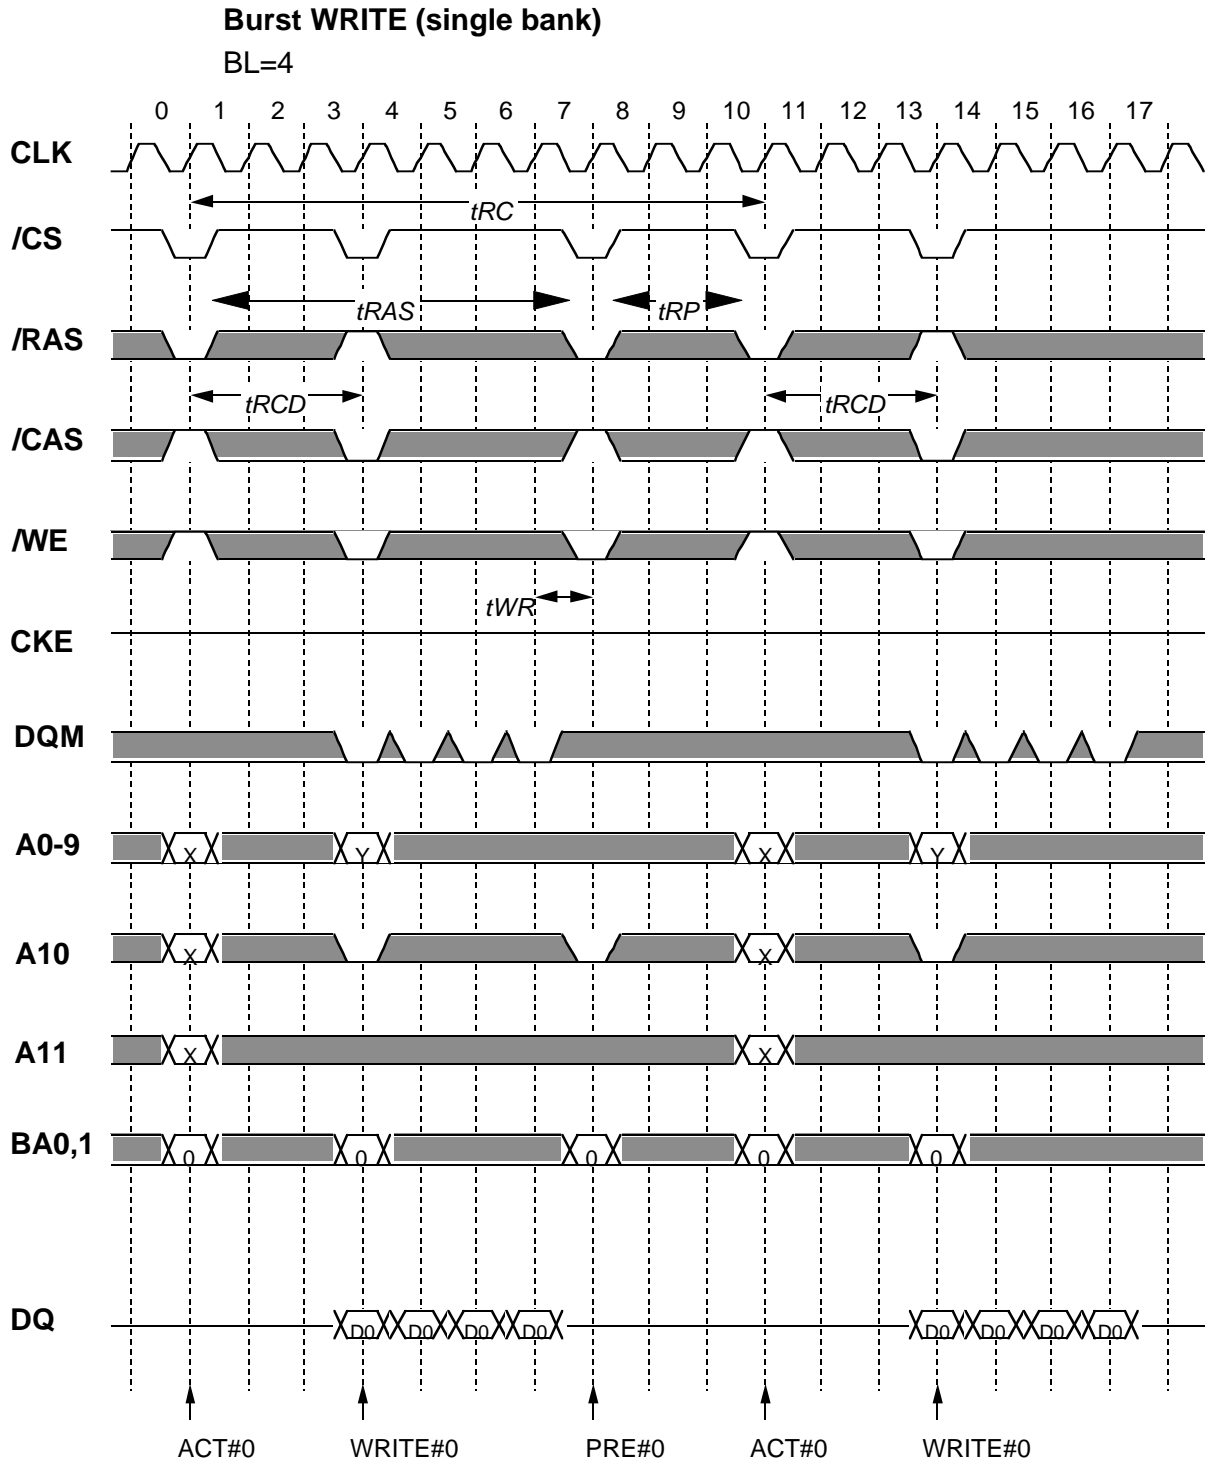 Burst WRITE (single bank)
BL=4
0 1 2 3 4 5 6 7 8 9 10 11 12 13 14 15 16 17
CLK
tRC
/CS
tRAS tRP
/RAS
tRCD tRCD
/CAS
/WE
tWR
CKE
DQM
A0-9 X Y X Y
A10 X X
A11 X X
BA0,1 0 0 0 0 0
DQ D0 D0 D0 D0 D0 D0 D0 D0
ACT#0 WRITE#0 PRE#0 ACT#0 WRITE#0